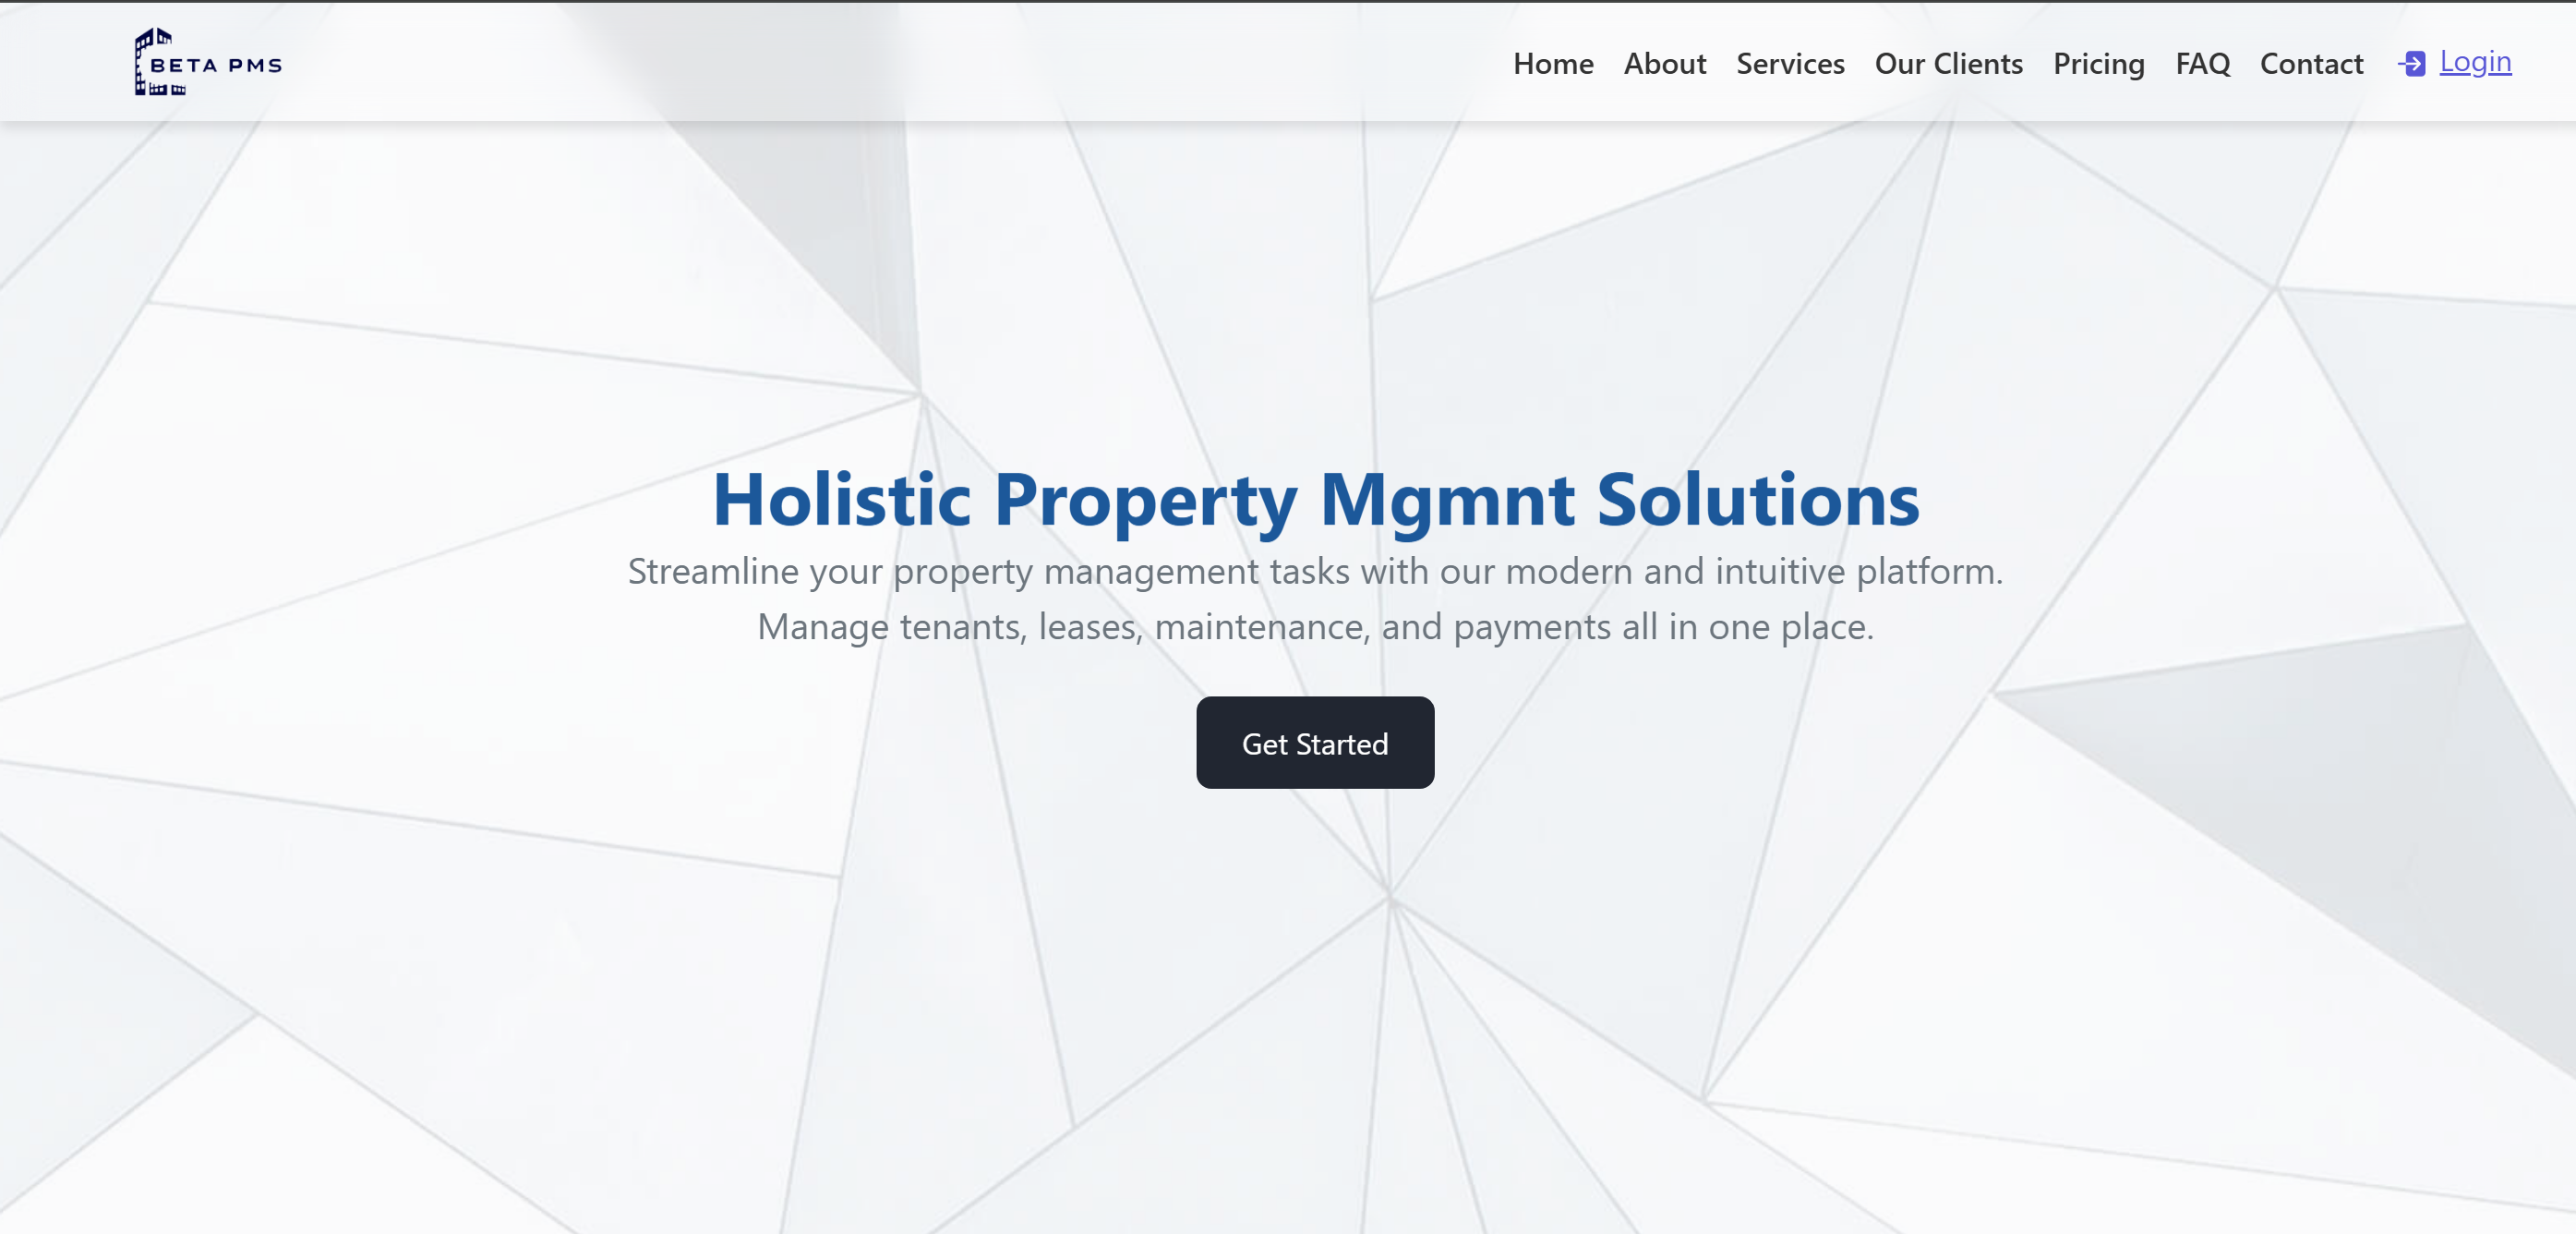 BETA PMS
Home About Services Our Clients Pricing FAQ Contact Login
Holistic Property Mgmnt Solutions
Streamline your property management tasks with our modern and intuitive platform.
Manage tenants, leases, maintenance, and payments all in one place.
Get Started